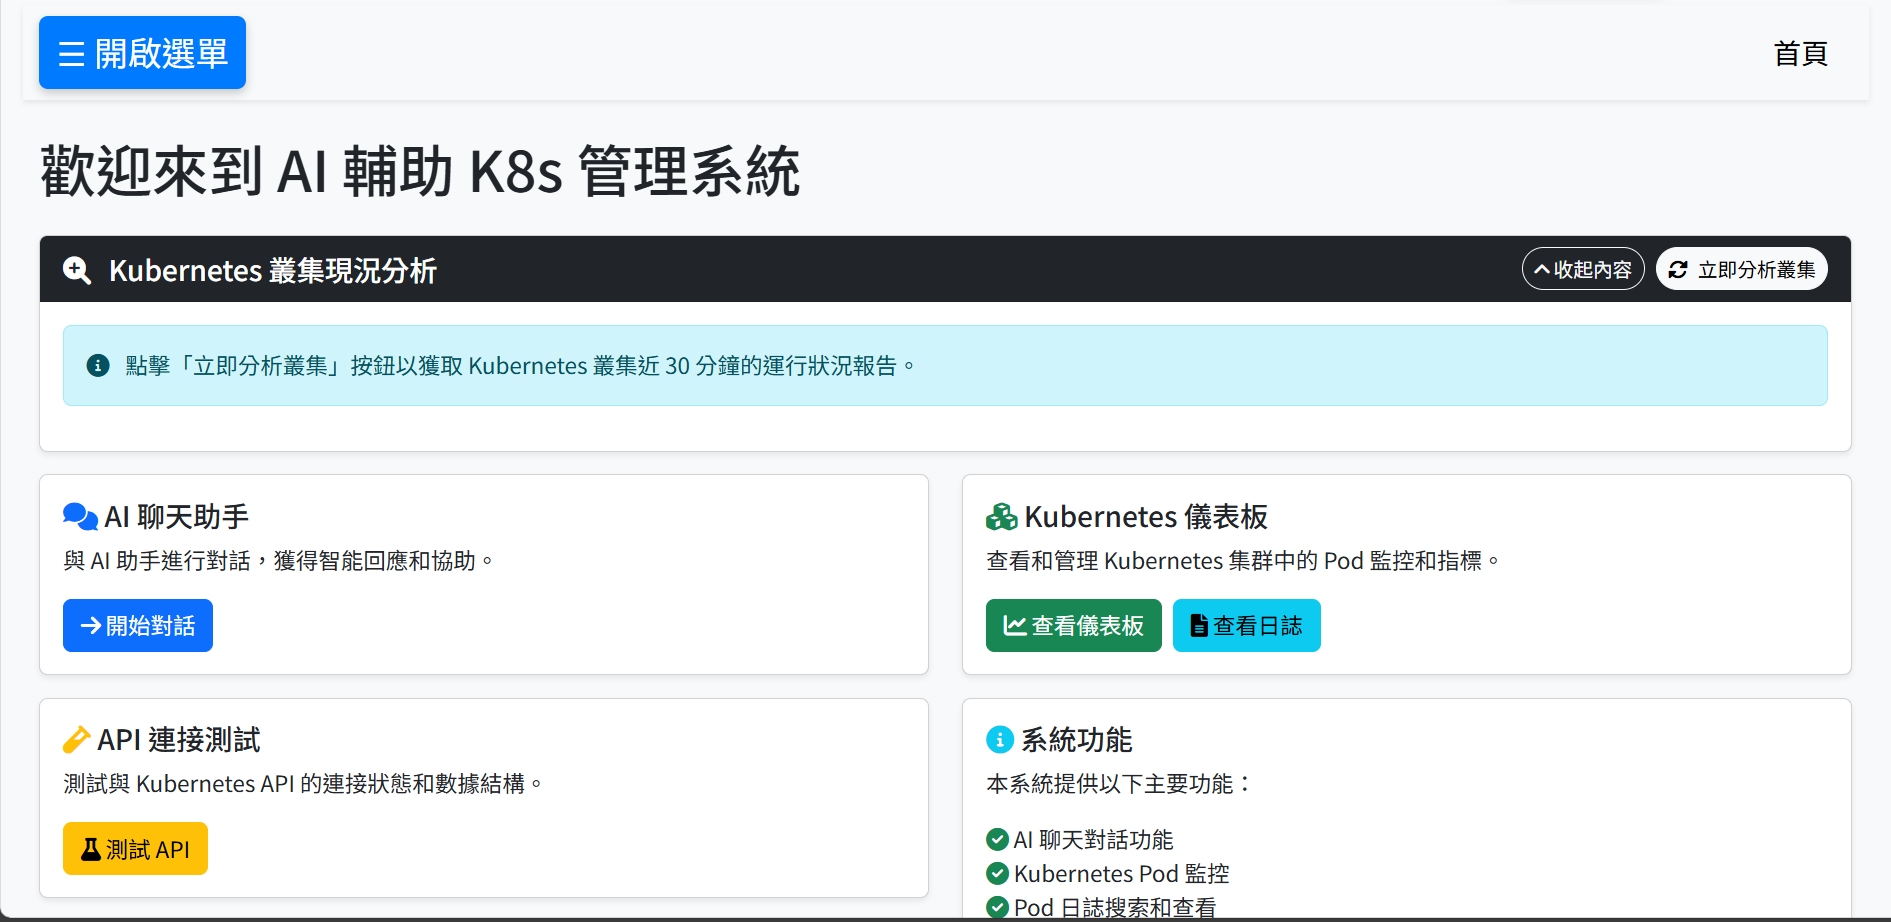 ☰ 開啟選單
首頁
歡迎來到 AI 輔助 K8s 管理系統
Kubernetes 叢集現況分析
收起內容
立即分析叢集
點擊「立即分析叢集」按鈕以獲取 Kubernetes 叢集近 30 分鐘的運行狀況報告。
AI 聊天助手
與 AI 助手進行對話，獲得智能回應和協助。
開始對話
Kubernetes 儀表板
查看和管理 Kubernetes 集群中的 Pod 監控和指標。
查看儀表板
查看日誌
API 連接測試
測試與 Kubernetes API 的連接狀態和數據結構。
測試 API
系統功能
本系統提供以下主要功能：
AI 聊天對話功能
Kubernetes Pod 監控
Pod 日誌搜索和查看